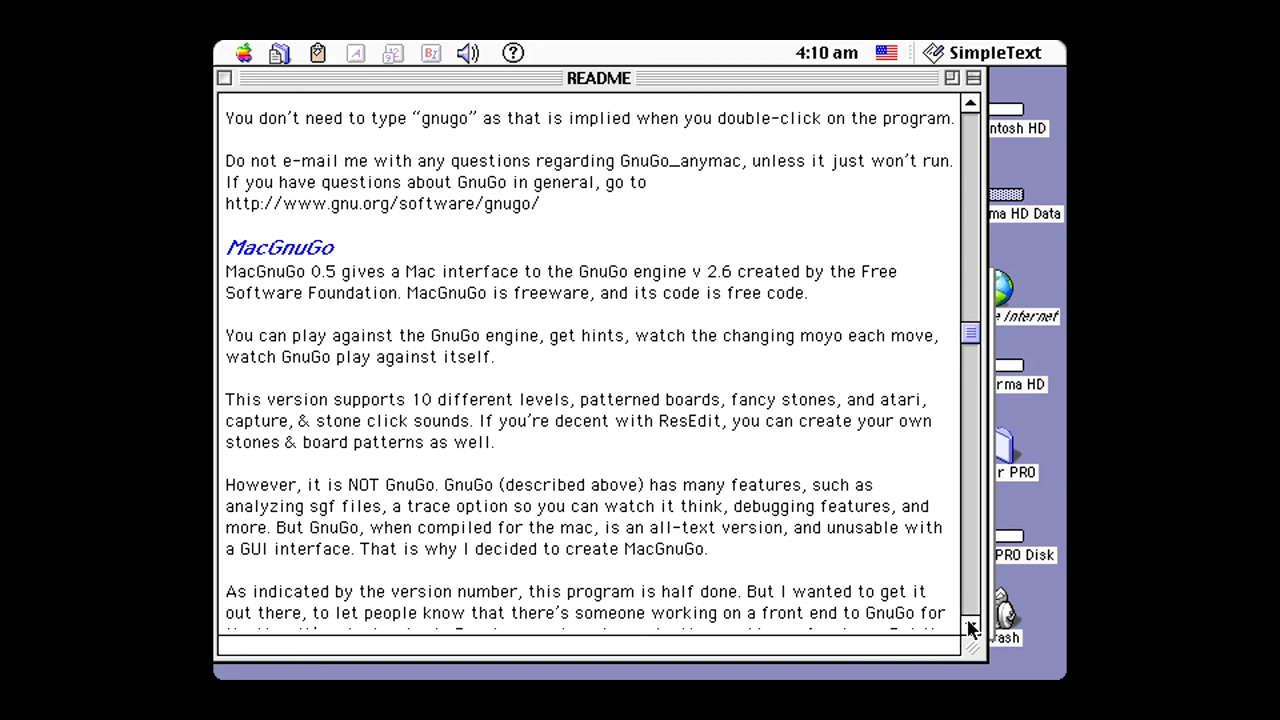 4:10 am
SimpleText
README
You don't need to type “gnugo” as that is implied when you double-click on the program.
Do not e-mail me with any questions regarding GnuGo_anymac, unless it just won't run.
If you have questions about GnuGo in general, go to
http://www.gnu.org/software/gnugo/
MacGnuGo
MacGnuGo 0.5 gives a Mac interface to the GnuGo engine v 2.6 created by the Free
Software Foundation. MacGnuGo is freeware, and its code is free code.
You can play against the GnuGo engine, get hints, watch the changing moyo each move,
watch GnuGo play against itself.
This version supports 10 different levels, patterned boards, fancy stones, and atari,
capture, & stone click sounds. If you're decent with ResEdit, you can create your own
stones & board patterns as well.
However, it is NOT GnuGo. GnuGo (described above) has many features, such as
analyzing sgf files, a trace option so you can watch it think, debugging features, and
more. But GnuGo, when compiled for the mac, is an all-text version, and unusable with
a GUI interface. That is why I decided to create MacGnuGo.
As indicated by the version number, this program is half done. But I wanted to get it
out there, to let people know that there's someone working on a front end to GnuGo for
ntosh HD
ma HD Data
e Internet
rma HD
r PRO
PRO Disk
rash